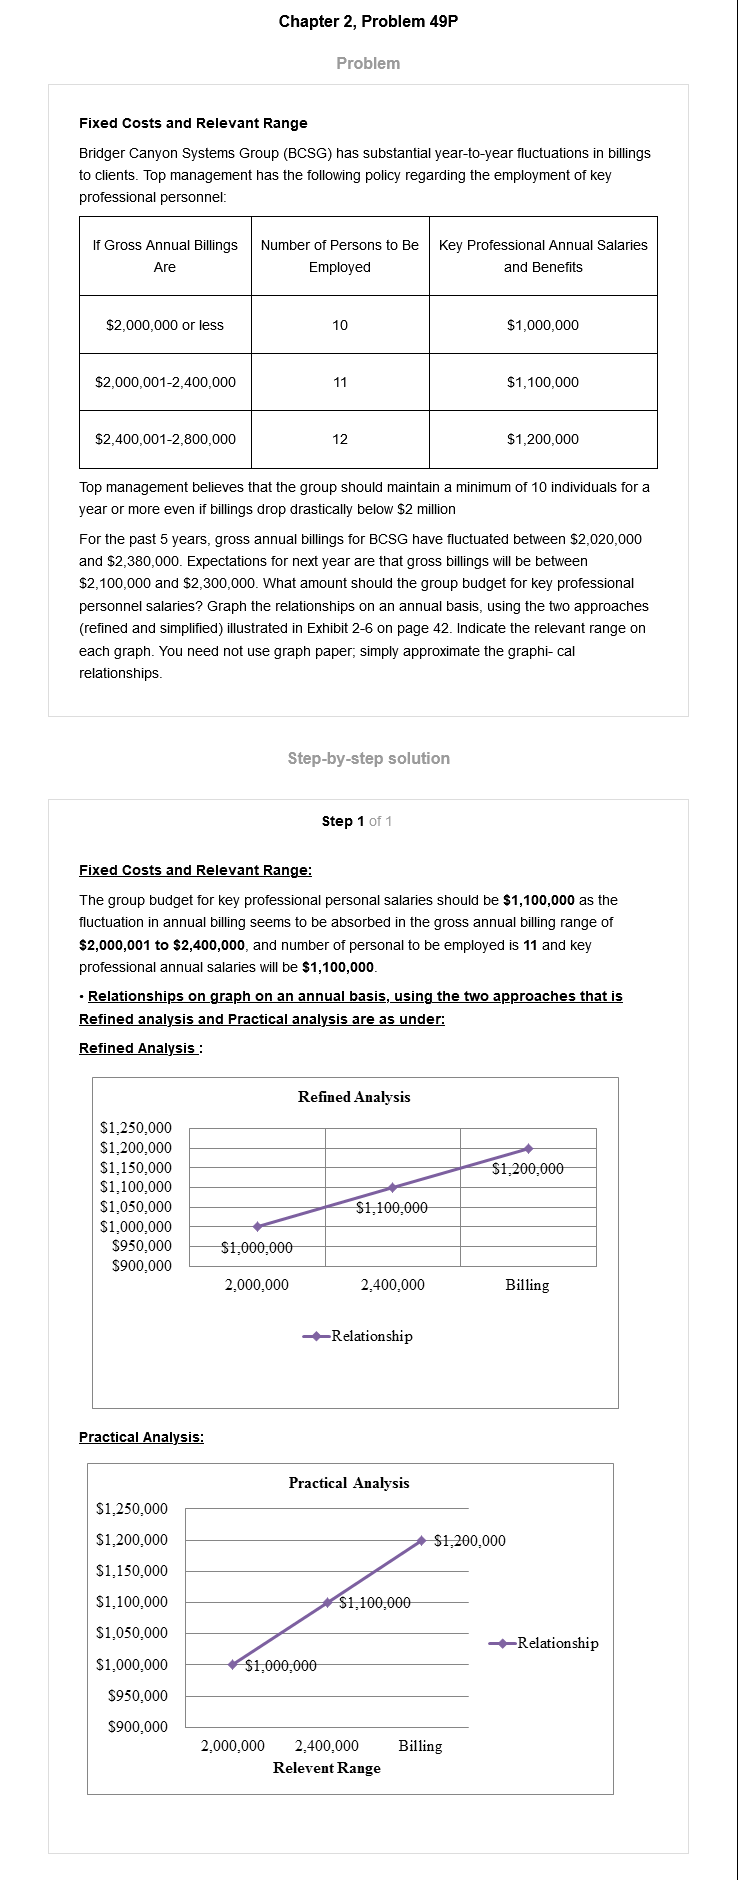 Chapter 2, Problem 49P
Problem
Fixed Costs and Relevant Range
Bridger Canyon Systems Group (BCSG) has substantial year-to-year fluctuations in billings
to clients. Top management has the following policy regarding the employment of key
professional personnel:
If Gross Annual Billings Number of Persons to Be Key Professional Annual Salaries
Are Employed and Benefits
$2,000,000 or less 10 $1,000,000
$2,000,001-2,400,000 11 $1,100,000
$2,400,001-2,800,000 12 $1,200,000
Top management believes that the group should maintain a minimum of 10 individuals for a
year or more even if billings drop drastically below $2 million
For the past 5 years, gross annual billings for BCSG have fluctuated between $2,020,000
and $2,380,000. Expectations for next year are that gross billings will be between
$2,100,000 and $2,300,000. What amount should the group budget for key professional
personnel salaries? Graph the relationships on an annual basis, using the two approaches
(refined and simplified) illustrated in Exhibit 2-6 on page 42. Indicate the relevant range on
each graph. You need not use graph paper; simply approximate the graphi- cal
relationships.
Step-by-step solution
Step 1 of 1
Fixed Costs and Relevant Range:
The group budget for key professional personal salaries should be $1,100,000 as the
fluctuation in annual billing seems to be absorbed in the gross annual billing range of
$2,000,001 to $2,400,000, and number of personal to be employed is 11 and key
professional annual salaries will be $1,100,000.
• Relationships on graph on an annual basis, using the two approaches that is
Refined analysis and Practical analysis are as under:
Refined Analysis :
Refined Analysis
$1,250,000
$1,200,000
$1,150,000 $1,200,000
$1,100,000
$1,050,000 $1,100,000
$1,000,000
$950,000 $1,000,000
$900,000
2,000,000 2,400,000 Billing
Relationship
Practical Analysis:
Practical Analysis
$1,250,000
$1,200,000 $1,200,000
$1,150,000
$1,100,000 $1,100,000
$1,050,000 Relationship
$1,000,000 $1,000,000
$950,000
$900,000
2,000,000 2,400,000 Billing
Relevent Range